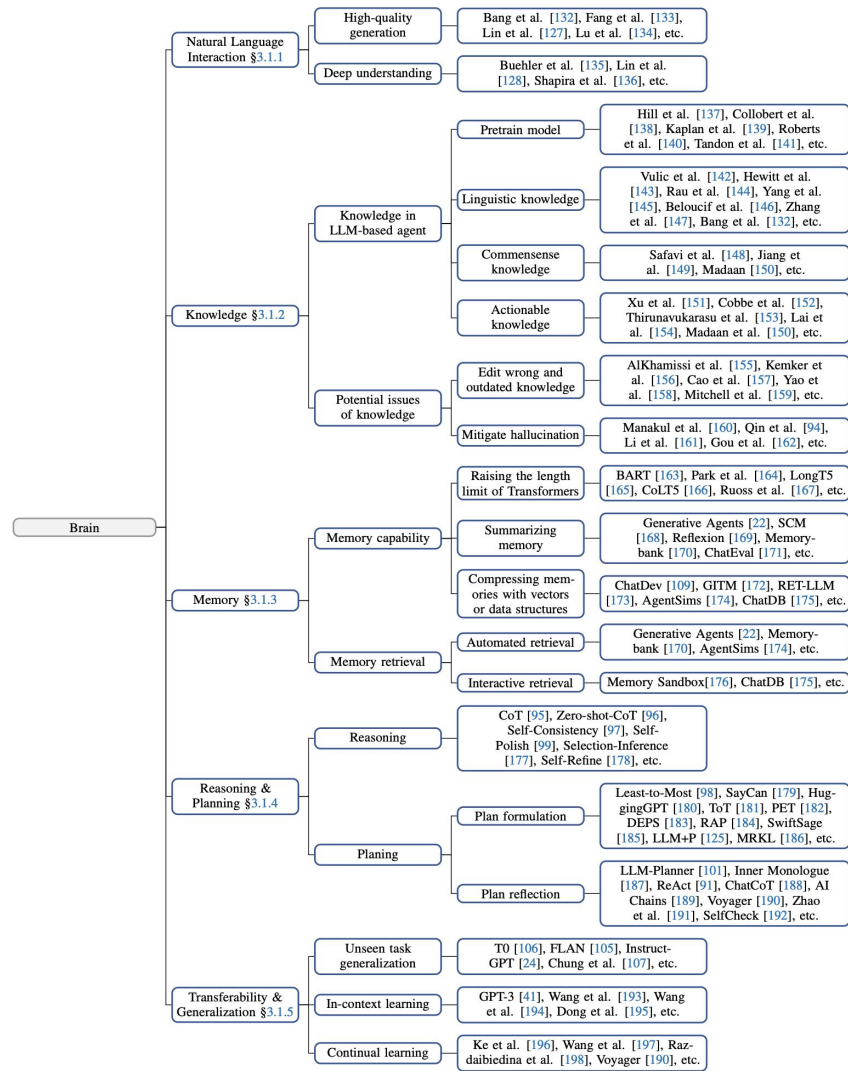 High-quality
generation
Bang et al. [132], Fang et al. [133],
Lin et al. [127], Lu et al. [134], etc.
Natural Language
Interaction §3.1.1
Deep understanding
Buehler et al. [135], Lin et al.
[128], Shapira et al. [136], etc.
Pretrain model
Hill et al. [137], Collobert et al.
[138], Kaplan et al. [139], Roberts
et al. [140], Tandon et al. [141], etc.
Linguistic knowledge
Vulic et al. [142], Hewitt et al.
[143], Rau et al. [144], Yang et al.
[145], Beloucif et al. [146], Zhang
et al. [147], Bang et al. [132], etc.
Knowledge in
LLM-based agent
Commensense
knowledge
Safavi et al. [148], Jiang et
al. [149], Madaan [150], etc.
Actionable
knowledge
Xu et al. [151], Cobbe et al. [152],
Thirunavukarasu et al. [153], Lai et
al. [154], Madaan et al. [150], etc.
Knowledge §3.1.2
Potential issues
of knowledge
Edit wrong and
outdated knowledge
AlKhamissi et al. [155], Kemker et
al. [156], Cao et al. [157], Yao et
al. [158], Mitchell et al. [159], etc.
Mitigate hallucination
Manakul et al. [160], Qin et al. [94],
Li et al. [161], Gou et al. [162], etc.
Brain
Raising the length
limit of Transformers
BART [163], Park et al. [164], LongT5
[165], CoLT5 [166], Ruoss et al. [167], etc.
Memory capability
Summarizing
memory
Generative Agents [22], SCM
[168], Reflexion [169], Memory-
bank [170], ChatEval [171], etc.
Compressing mem-
ories with vectors
or data structures
ChatDev [109], GITM [172], RET-LLM
[173], AgentSims [174], ChatDB [175], etc.
Memory §3.1.3
Memory retrieval
Automated retrieval
Generative Agents [22], Memory-
bank [170], AgentSims [174], etc.
Interactive retrieval
Memory Sandbox[176], ChatDB [175], etc.
Reasoning
CoT [95], Zero-shot-CoT [96],
Self-Consistency [97], Self-
Polish [99], Selection-Inference
[177], Self-Refine [178], etc.
Reasoning &
Planning §3.1.4
Planing
Plan formulation
Least-to-Most [98], SayCan [179], Hug-
gingGPT [180], ToT [181], PET [182],
DEPS [183], RAP [184], SwiftSage
[185], LLM+P [125], MRKL [186], etc.
Plan reflection
LLM-Planner [101], Inner Monologue
[187], ReAct [91], ChatCoT [188], AI
Chains [189], Voyager [190], Zhao
et al. [191], SelfCheck [192], etc.
Unseen task
generalization
T0 [106], FLAN [105], Instruct-
GPT [24], Chung et al. [107], etc.
Transferability &
Generalization §3.1.5
In-context learning
GPT-3 [41], Wang et al. [193], Wang
et al. [194], Dong et al. [195], etc.
Continual learning
Ke et al. [196], Wang et al. [197], Raz-
daibiedina et al. [198], Voyager [190], etc.